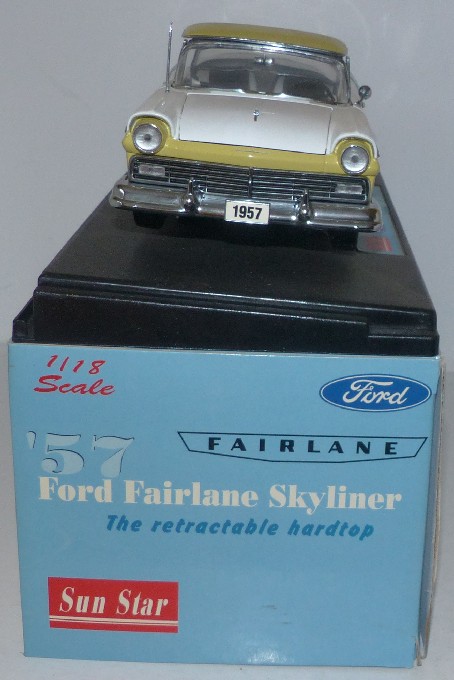 1957
1/18
Scale
Ford
FAIRLANE
'57
Ford Fairlane Skyliner
The retractable hardtop
Sun Star